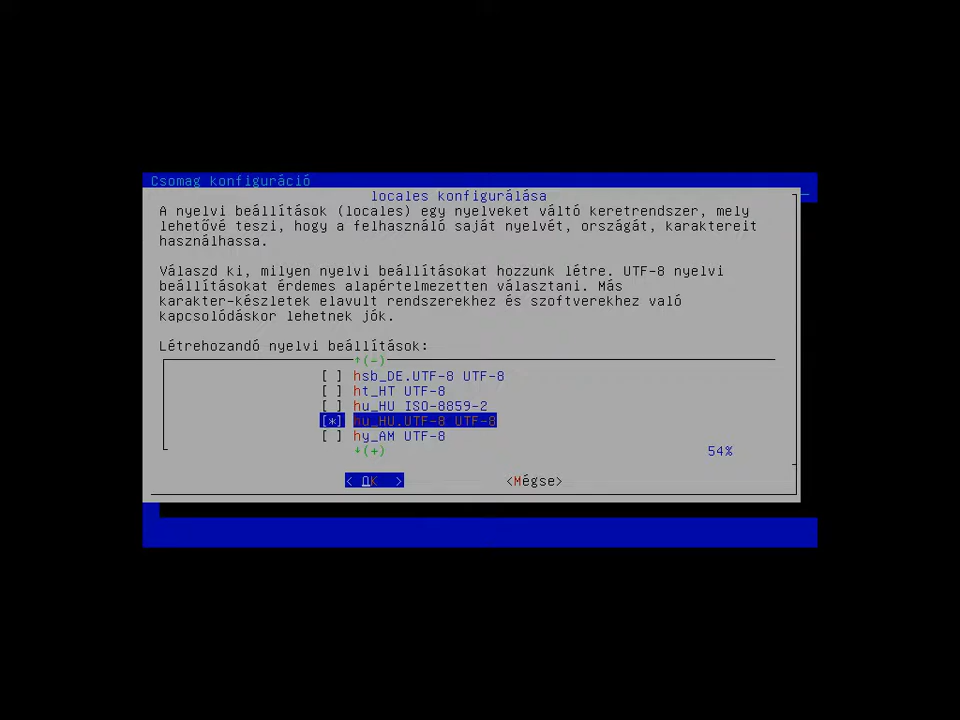 Csomag konfiguráció
locales konfigurálása
A nyelvi beállítások (locales) egy nyelveket váltó keretrendszer, mely
lehetővé teszi, hogy a felhasználó saját nyelvét, országát, karaktereit
használhassa.
Válaszd ki, milyen nyelvi beállításokat hozzunk létre. UTF-8 nyelvi
beállításokat érdemes alapértelmezetten választani. Más
karakter-készletek elavult rendszerekhez és szoftverekhez való
kapcsolódáskor lehetnek jók.
Létrehozandó nyelvi beállítások:
↑(-)
[ ] hsb_DE.UTF-8 UTF-8
[ ] ht_HT UTF-8
[ ] hu_HU ISO-8859-2
[*] hu_HU.UTF-8 UTF-8
[ ] hy_AM UTF-8
↓(+) 54%
< OK > <Mégse>